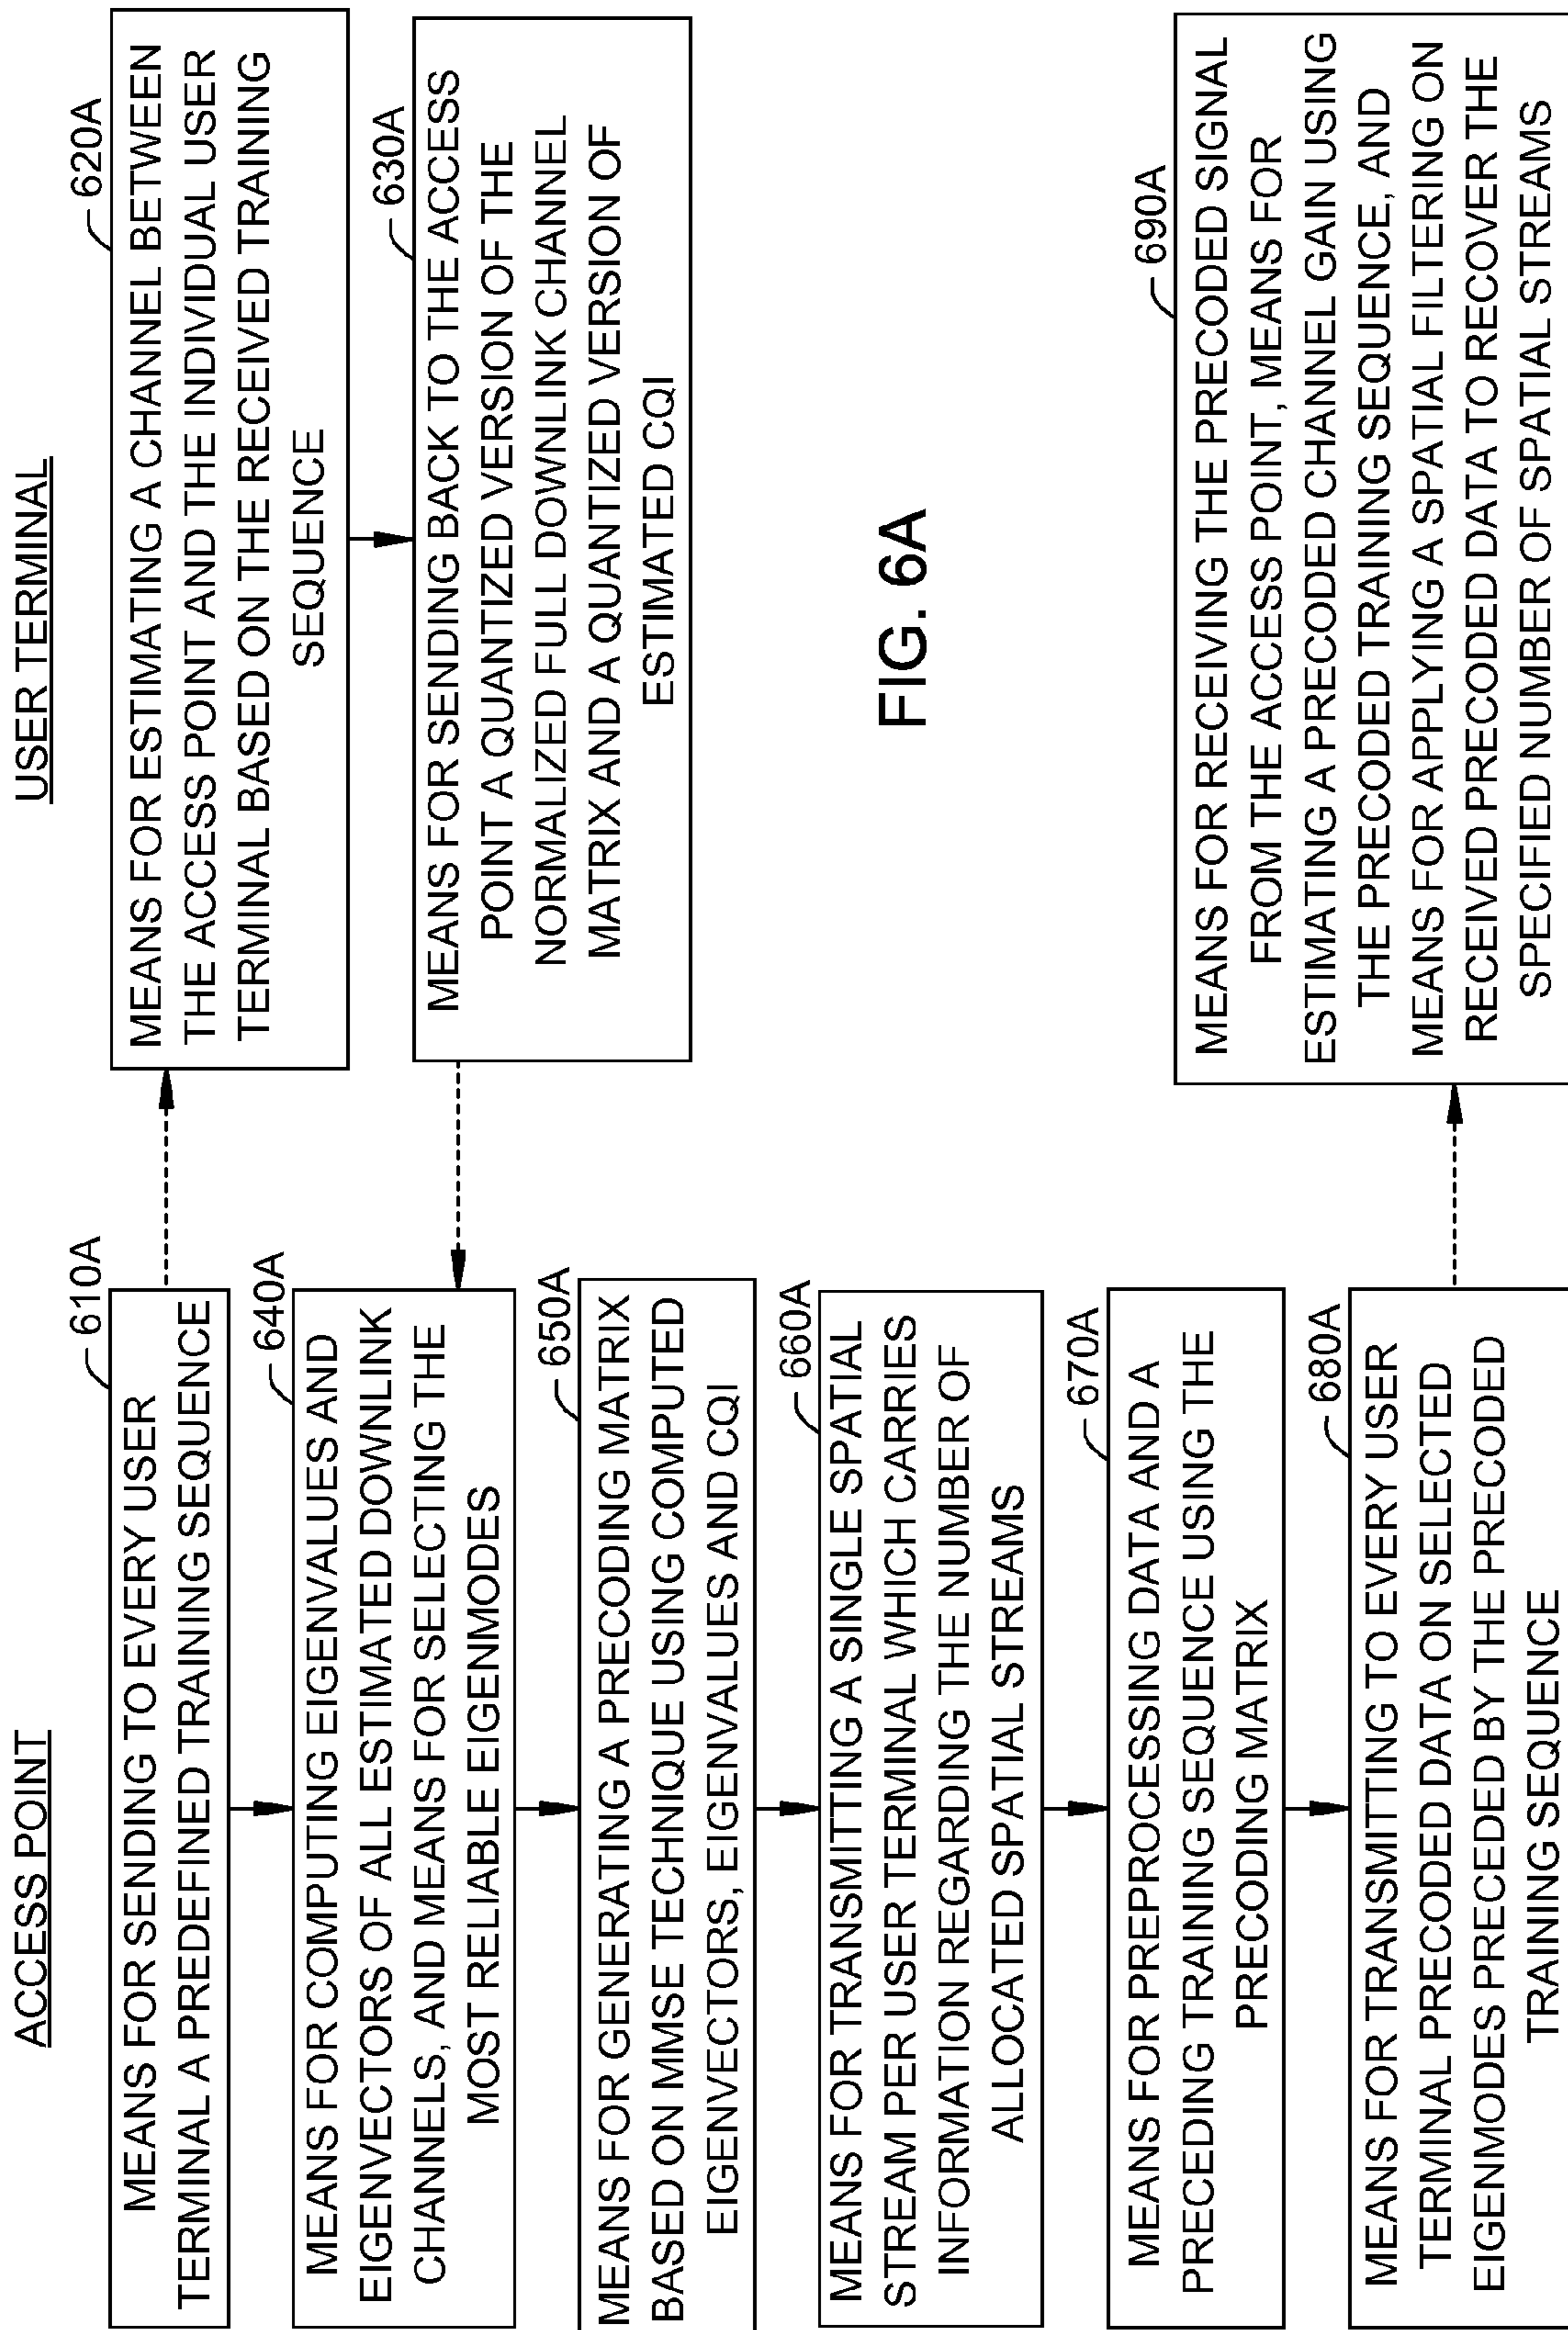 ACCESS POINT
USER TERMINAL
610A
MEANS FOR SENDING TO EVERY USER
TERMINAL A PREDEFINED TRAINING SEQUENCE
620A
MEANS FOR ESTIMATING A CHANNEL BETWEEN
THE ACCESS POINT AND THE INDIVIDUAL USER
TERMINAL BASED ON THE RECEIVED TRAINING
SEQUENCE
630A
MEANS FOR SENDING BACK TO THE ACCESS
POINT A QUANTIZED VERSION OF THE
NORMALIZED FULL DOWNLINK CHANNEL
MATRIX AND A QUANTIZED VERSION OF
ESTIMATED CQI
640A
MEANS FOR COMPUTING EIGENVALUES AND
EIGENVECTORS OF ALL ESTIMATED DOWNLINK
CHANNELS, AND MEANS FOR SELECTING THE
MOST RELIABLE EIGENMODES
650A
MEANS FOR GENERATING A PRECODING MATRIX
BASED ON MMSE TECHNIQUE USING COMPUTED
EIGENVECTORS, EIGENVALUES AND CQI
660A
MEANS FOR TRANSMITTING A SINGLE SPATIAL
STREAM PER USER TERMINAL WHICH CARRIES
INFORMATION REGARDING THE NUMBER OF
ALLOCATED SPATIAL STREAMS
670A
MEANS FOR PREPROCESSING DATA AND A
PRECEDING TRAINING SEQUENCE USING THE
PRECODING MATRIX
680A
MEANS FOR TRANSMITTING TO EVERY USER
TERMINAL PRECODED DATA ON SELECTED
EIGENMODES PRECEDED BY THE PRECODED
TRAINING SEQUENCE
690A
MEANS FOR RECEIVING THE PRECODED SIGNAL
FROM THE ACCESS POINT, MEANS FOR
ESTIMATING A PRECODED CHANNEL GAIN USING
THE PRECODED TRAINING SEQUENCE, AND
MEANS FOR APPLYING A SPATIAL FILTERING ON
RECEIVED PRECODED DATA TO RECOVER THE
SPECIFIED NUMBER OF SPATIAL STREAMS
FIG. 6A